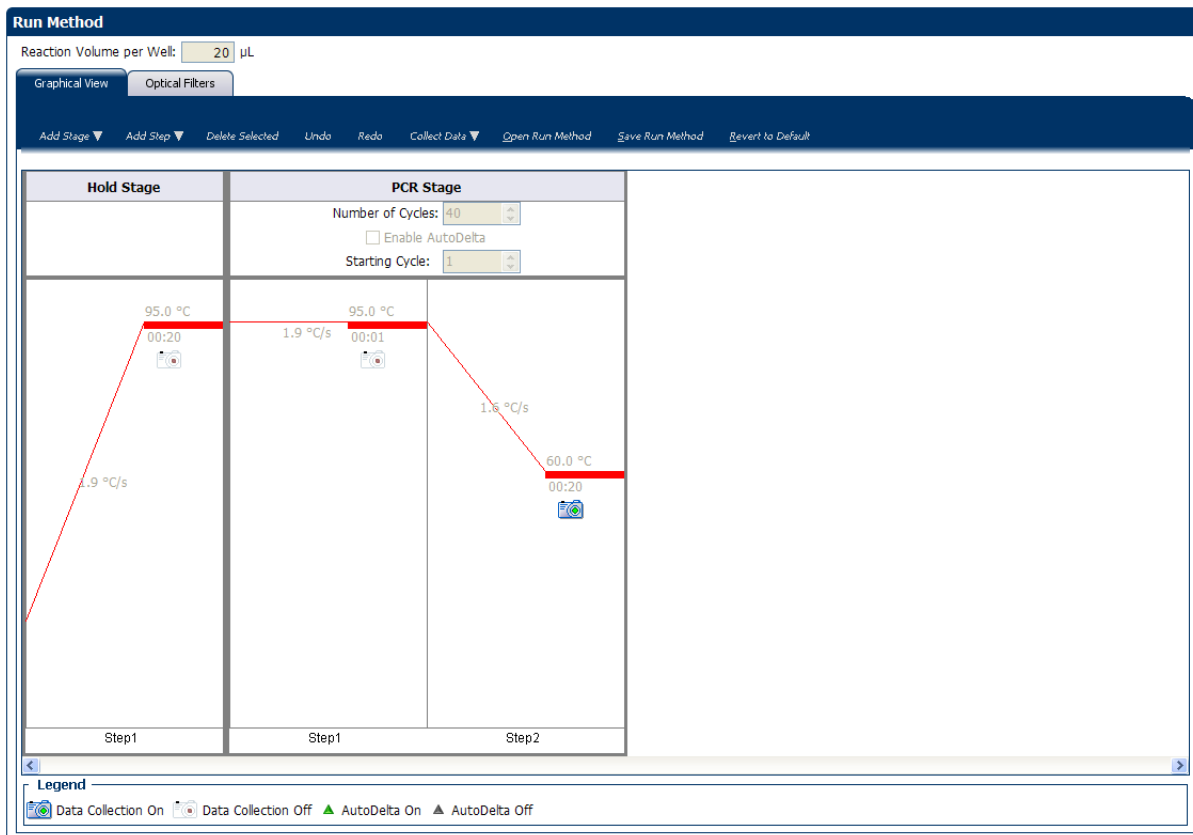 Run Method
Reaction Volume per Well: 20 µL
Graphical View Optical Filters
Add Stage ▼ Add Step ▼ Delete Selected Undo Redo Collect Data ▼ Open Run Method Save Run Method Revert to Default
Hold Stage PCR Stage
Number of Cycles: 40
Enable AutoDelta
Starting Cycle: 1
95.0 °C 95.0 °C
1.9 °C/s
00:20 00:01
1.6 °C/s
60.0 °C
1.9 °C/s
00:20
Step1 Step1 Step2
Legend
Data Collection On Data Collection Off AutoDelta On AutoDelta Off